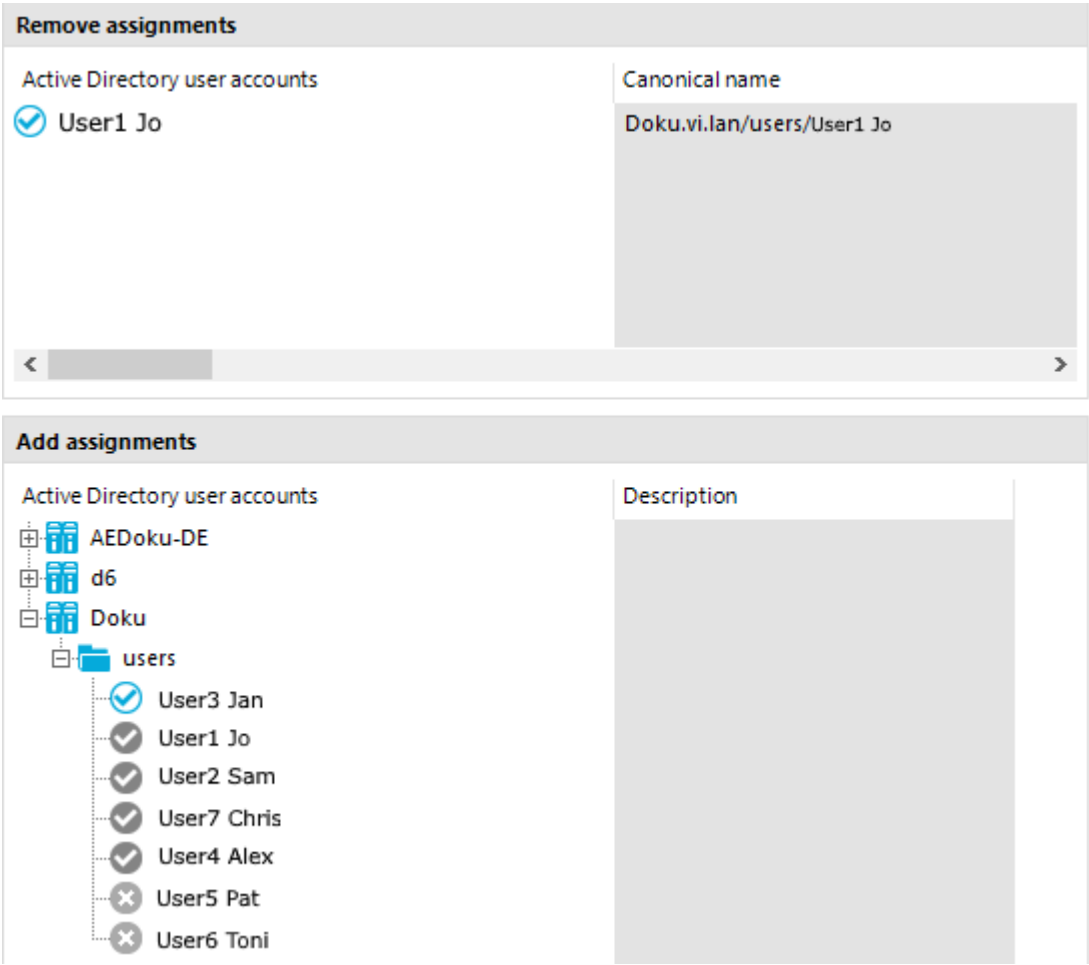 Remove assignments
Active Directory user accounts Canonical name
User1 Jo Doku.vi.lan/users/User1 Jo
Add assignments
Active Directory user accounts Description
AEDoku-DE
d6
Doku
users
User3 Jan
User1 Jo
User2 Sam
User7 Chris
User4 Alex
User5 Pat
User6 Toni